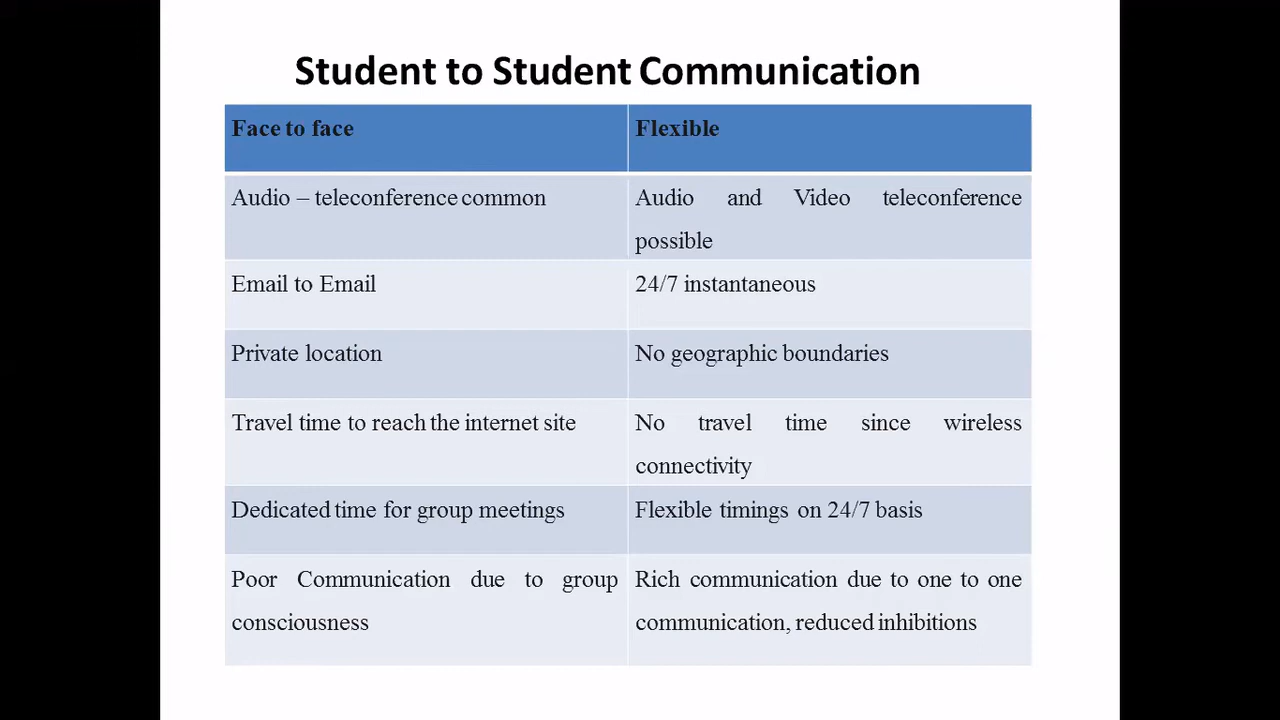 Student to Student Communication
Face to face
Flexible
Audio – teleconference common
Audio and Video teleconference
possible
Email to Email
24/7 instantaneous
Private location
No geographic boundaries
Travel time to reach the internet site
No travel time since wireless
connectivity
Dedicated time for group meetings
Flexible timings on 24/7 basis
Poor Communication due to group
consciousness
Rich communication due to one to one
communication, reduced inhibitions